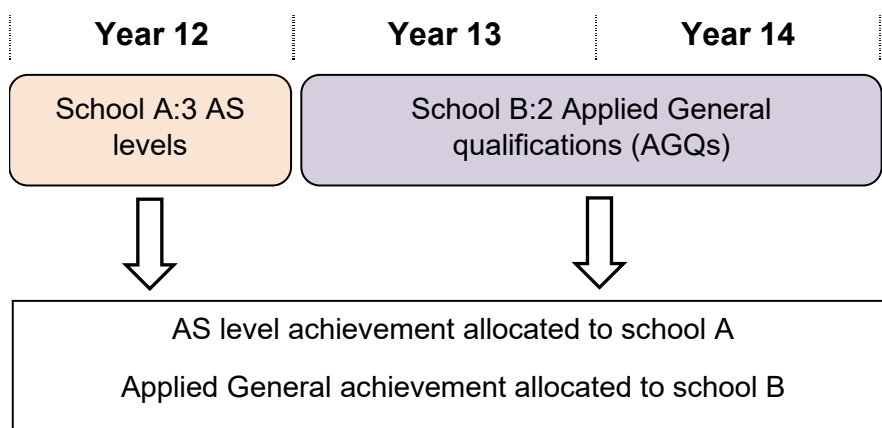 Year 12 Year 13 Year 14
School A:3 AS
levels
School B:2 Applied General
qualifications (AGQs)
AS level achievement allocated to school A
Applied General achievement allocated to school B